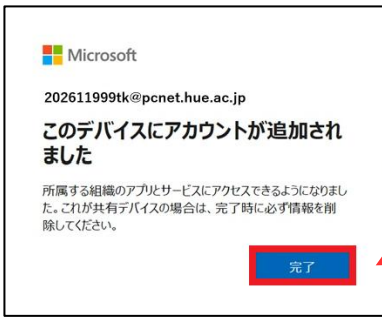 Microsoft
202611999tk@pcnet.hue.ac.jp
このデバイスにアカウントが追加され
ました
所属する組織のアプリとサービスにアクセスできるようになりまし
た。これが共有デバイスの場合は、完了時に必ず情報を削
除してください。
完了